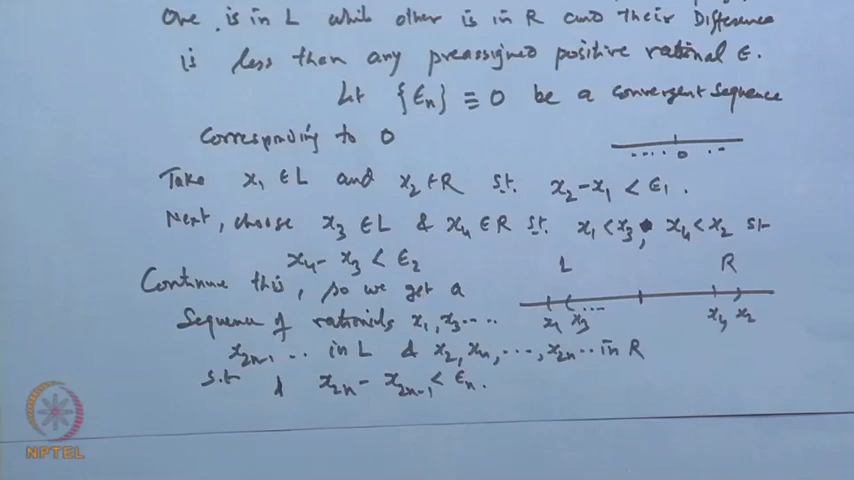 One is in L while other is in R and their Difference
is less than any preassigned positive rational ϵ.
Let {ϵn} ≡ 0 be a convergent sequence
Corresponding to 0
0
Take x1 ∈ L and x2 ∈ R s.t. x2 - x1 < ϵ1.
Next, choose x3 ∈ L & x4 ∈ R s.t. x1 < x3, x4 < x2 st
x4 - x3 < ϵ2
L R
Continue this, so we get a
x1 x3 ... x4 x2
Sequence of rationals x1, x3 .....
x2n-1 .. in L & x2, x4, ..., x2n .. in R
s.t & x2n - x2n-1 < ϵn.
NPTEL